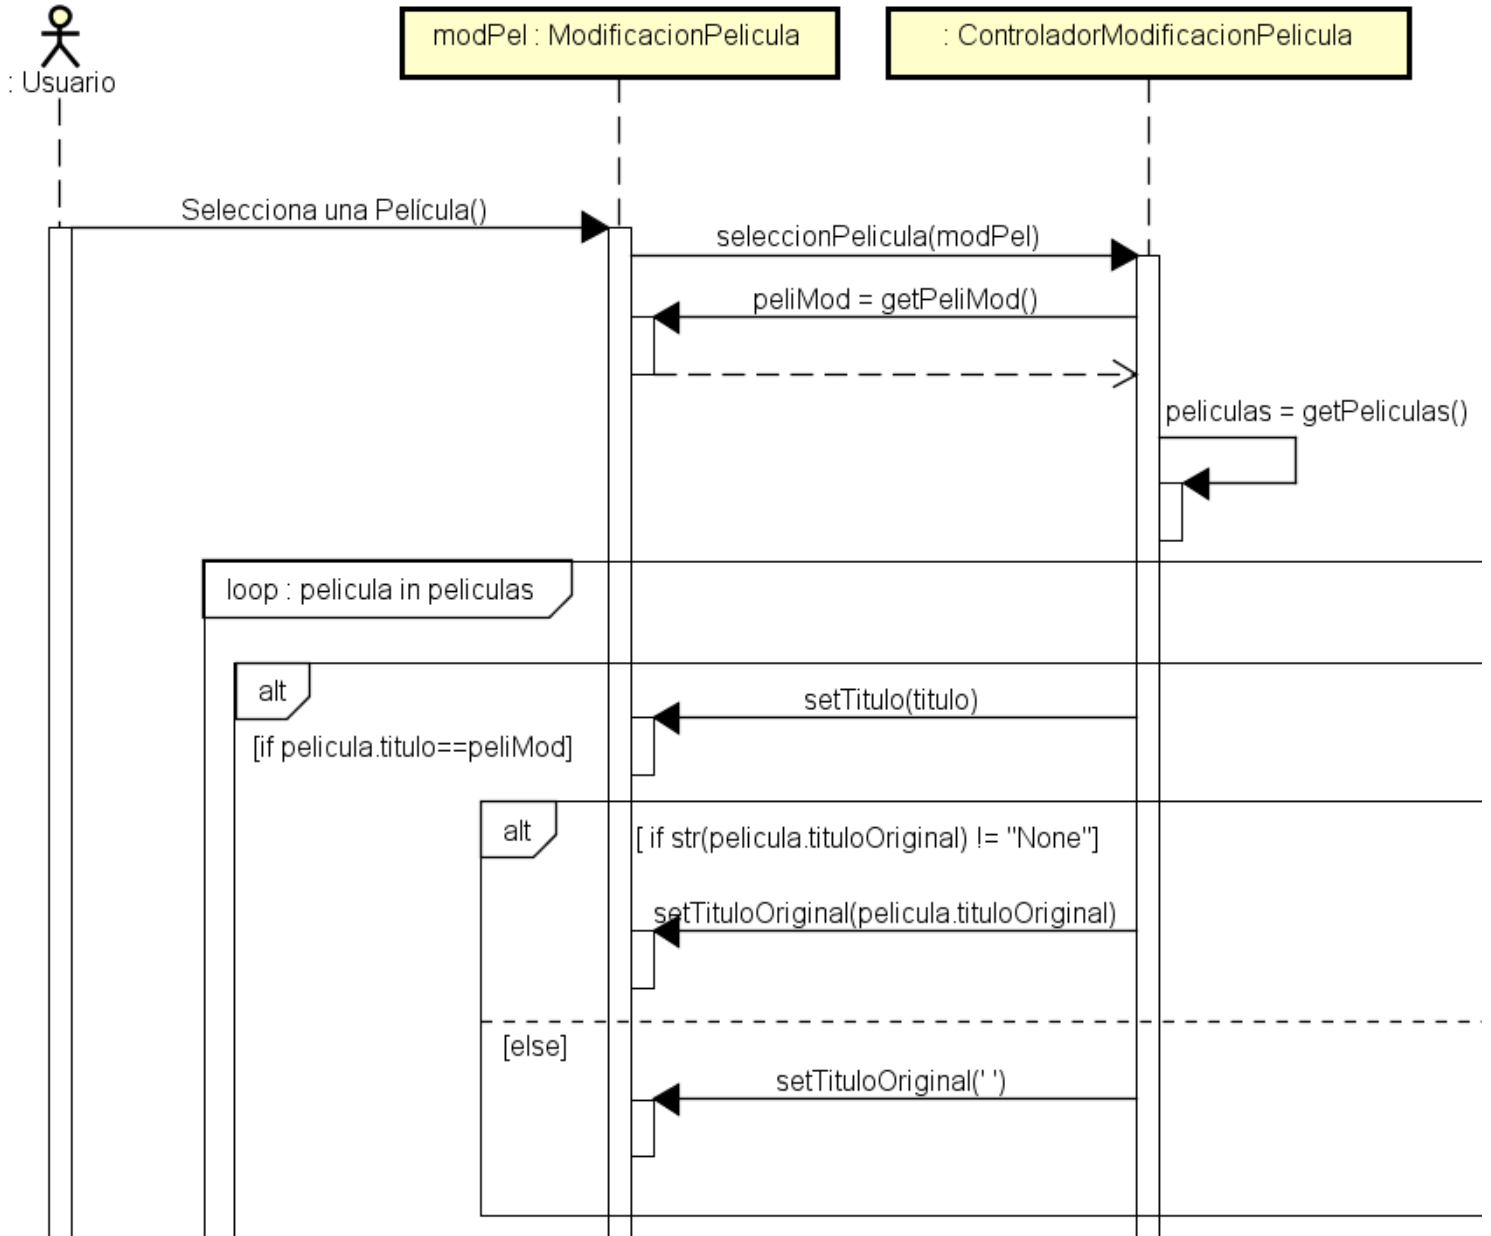 : Usuario
modPel : ModificacionPelicula
: ControladorModificacionPelicula
Selecciona una Película()
seleccionPelicula(modPel)
peliMod = getPeliMod()
peliculas = getPeliculas()
loop : pelicula in peliculas
alt
setTitulo(titulo)
[if pelicula.titulo==peliMod]
alt
[ if str(pelicula.tituloOriginal) != "None"]
setTituloOriginal(pelicula.tituloOriginal)
[else]
setTituloOriginal(' ')